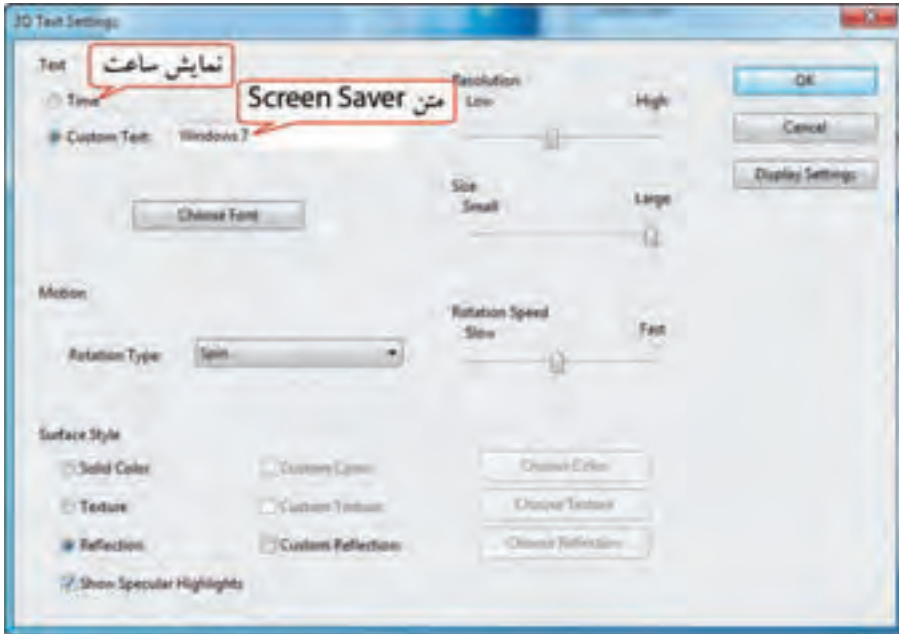 3D Text Settings
Text
نمایش ساعت
Time
متن Screen Saver
Custom Text: Windows 7
Choose Font
Resolution
Low High
Size
Small Large
Motion
Rotation Type: Spin
Rotation Speed
Slow Fast
Surface Style
Solid Color Custom Color Choose Color
Texture Custom Texture Choose Texture
Reflection Custom Reflection Choose Reflection
Show Specular Highlights
OK
Cancel
Display Settings